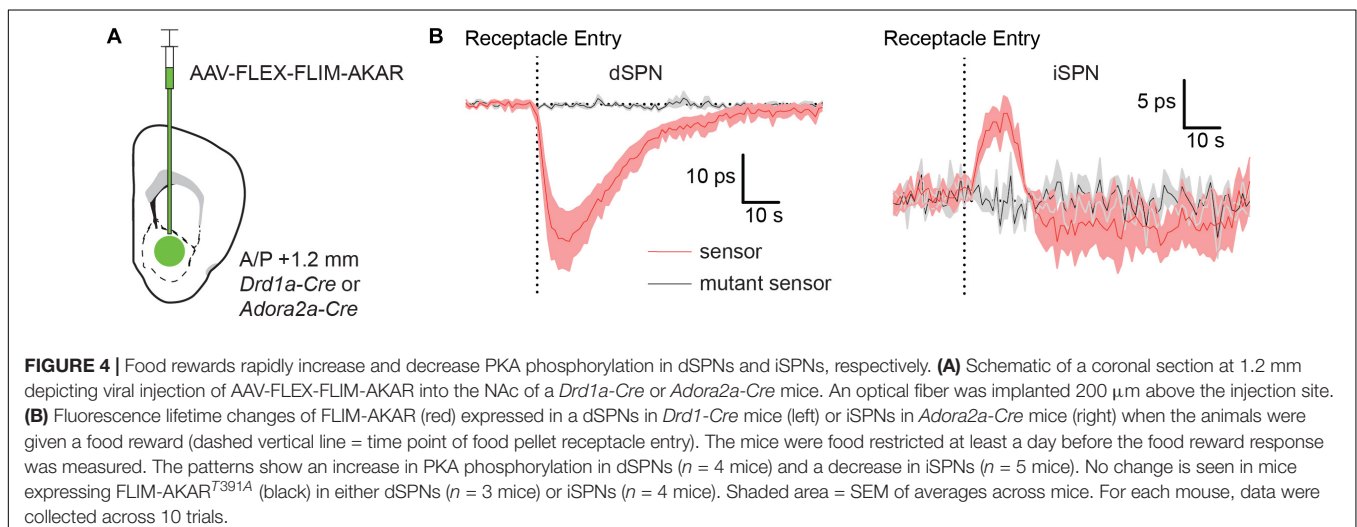 A
AAV-FLEX-FLIM-AKAR
A/P +1.2 mm
Drd1a-Cre or
Adora2a-Cre
B
Receptacle Entry
dSPN
10 ps
10 s
sensor
mutant sensor
Receptacle Entry
iSPN
5 ps
10 s
FIGURE 4 | Food rewards rapidly increase and decrease PKA phosphorylation in dSPNs and iSPNs, respectively. (A) Schematic of a coronal section at 1.2 mm
depicting viral injection of AAV-FLEX-FLIM-AKAR into the NAc of a Drd1a-Cre or Adora2a-Cre mice. An optical fiber was implanted 200 μm above the injection site.
(B) Fluorescence lifetime changes of FLIM-AKAR (red) expressed in a dSPNs in Drd1-Cre mice (left) or iSPNs in Adora2a-Cre mice (right) when the animals were
given a food reward (dashed vertical line = time point of food pellet receptacle entry). The mice were food restricted at least a day before the food reward response
was measured. The patterns show an increase in PKA phosphorylation in dSPNs (n = 4 mice) and a decrease in iSPNs (n = 5 mice). No change is seen in mice
expressing FLIM-AKART391A (black) in either dSPNs (n = 3 mice) or iSPNs (n = 4 mice). Shaded area = SEM of averages across mice. For each mouse, data were
collected across 10 trials.